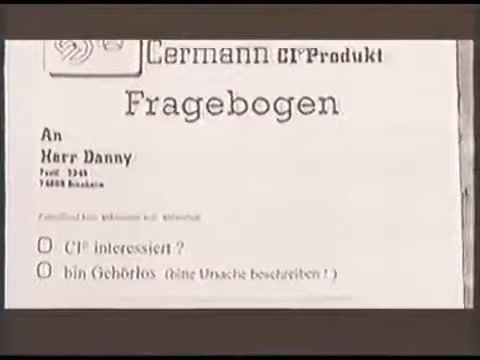 Cermann CI°Produkt
Fragebogen
An
Herr Danny
CI° interessiert ?
bin Gehörlos (bitte Ursache beschreiben ! )